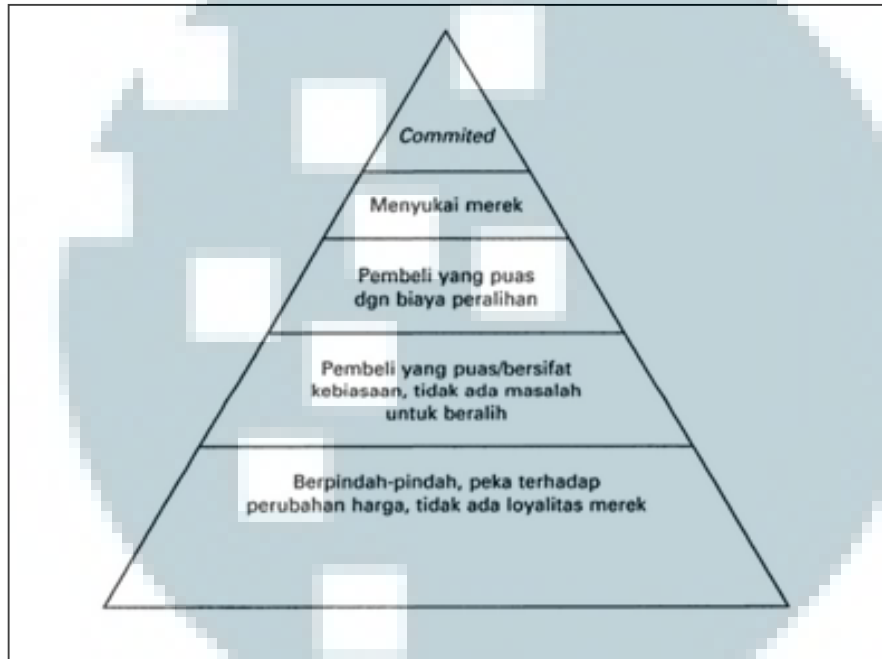 Commited
Menyukai merek
Pembeli yang puas
dgn biaya peralihan
Pembeli yang puas/bersifat
kebiasaan, tidak ada masalah
untuk beralih
Berpindah-pindah, peka terhadap
perubahan harga, tidak ada loyalitas merek